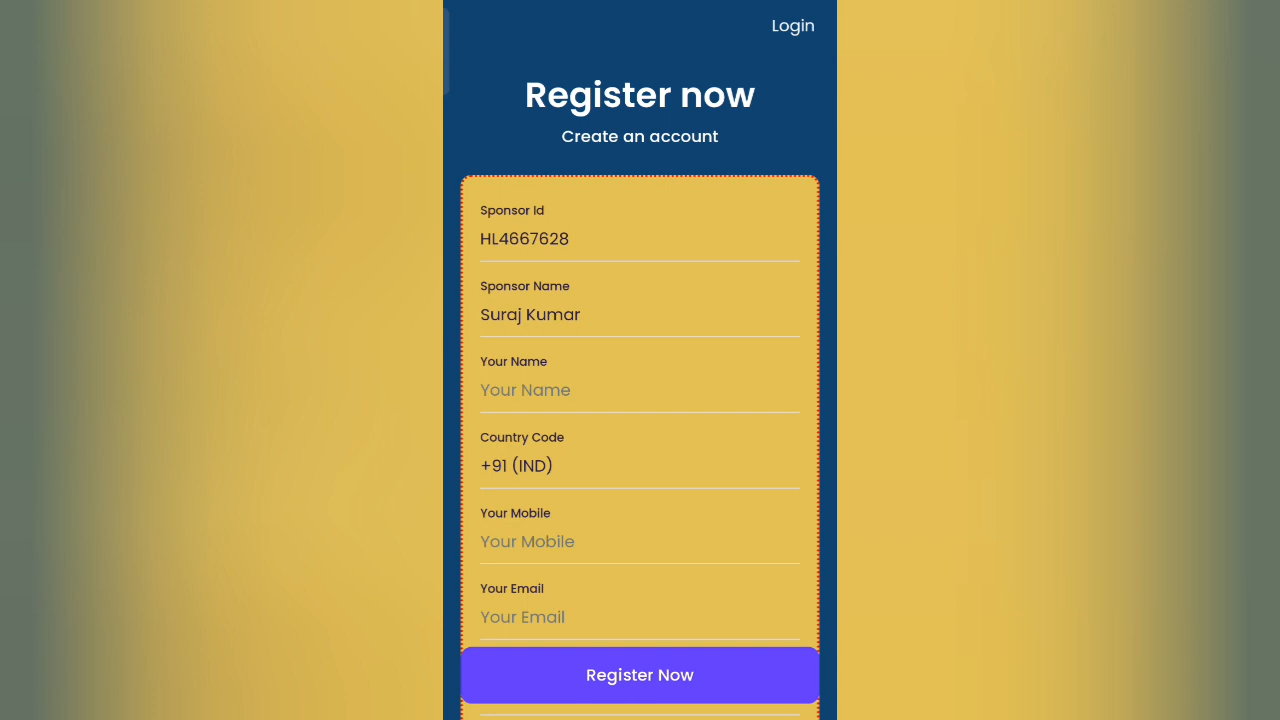 Login
Register now
Create an account
Sponsor Id
HL4667628
Sponsor Name
Suraj Kumar
Your Name
Your Name
Country Code
+91 (IND)
Your Mobile
Your Mobile
Your Email
Your Email
Register Now